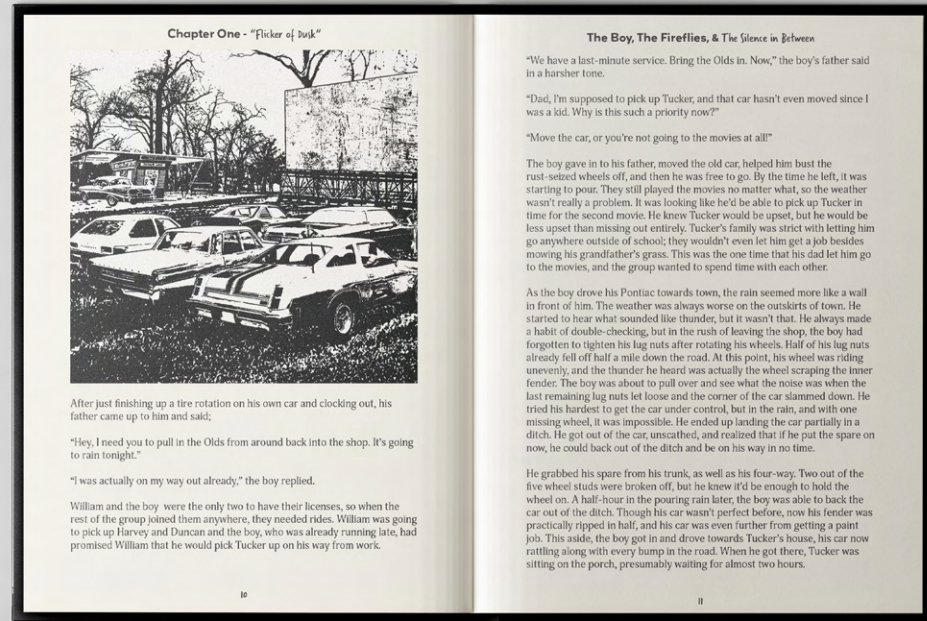 Chapter One - "Flicker of Dusk"
After just finishing up a tire rotation on his own car and clocking out, his
father came up to him and said;
"Hey, I need you to pull in the Olds from around back into the shop. It's going
to rain tonight."
"I was actually on my way out already," the boy replied.
William and the boy were the only two to have their licenses, so when the
rest of the group joined them anywhere, they needed rides. William was going
to pick up Harvey and Duncan and the boy, who was already running late, had
promised William that he would pick Tucker up on his way from work.
10
The Boy, The Fireflies, & The Silence in Between
"We have a last-minute service. Bring the Olds in. Now," the boy's father said
in a harsher tone.
"Dad, I'm supposed to pick up Tucker, and that car hasn't even moved since I
was a kid. Why is this such a priority now?"
"Move the car, or you're not going to the movies at all!"
The boy gave in to his father, moved the old car, helped him bust the
rust-seized wheels off, and then he was free to go. By the time he left, it was
starting to pour. They still played the movies no matter what, so the weather
wasn't really a problem. It was looking like he'd be able to pick up Tucker in
time for the second movie. He knew Tucker would be upset, but he would be
less upset than missing out entirely. Tucker's family was strict with letting him
go anywhere outside of school; they wouldn't even let him get a job besides
mowing his grandfather's grass. This was the one time that his dad let him go
to the movies, and the group wanted to spend time with each other.
As the boy drove his Pontiac towards town, the rain seemed more like a wall
in front of him. The weather was always worse on the outskirts of town. He
started to hear what sounded like thunder, but it wasn't that. He always made
a habit of double-checking, but in the rush of leaving the shop, the boy had
forgotten to tighten his lug nuts after rotating his wheels. Half of his lug nuts
already fell off half a mile down the road. At this point, his wheel was riding
unevenly, and the thunder he heard was actually the wheel scraping the inner
fender. The boy was about to pull over and see what the noise was when the
last remaining lug nuts let loose and the corner of the car slammed down. He
tried his hardest to get the car under control, but in the rain, and with one
missing wheel, it was impossible. He ended up landing the car partially in a
ditch. He got out of the car, unscathed, and realized that if he put the spare on
now, he could back out of the ditch and be on his way in no time.
He grabbed his spare from his trunk, as well as his four-way. Two out of the
five wheel studs were broken off, but he knew it'd be enough to hold the
wheel on. A half-hour in the pouring rain later, the boy was able to back the
car out of the ditch. Though his car wasn't perfect before, now his fender was
practically ripped in half, and his car was even further from getting a paint
job. This aside, the boy got in and drove towards Tucker's house, his car now
rattling along with every bump in the road. When he got there, Tucker was
sitting on the porch, presumably waiting for almost two hours.
11